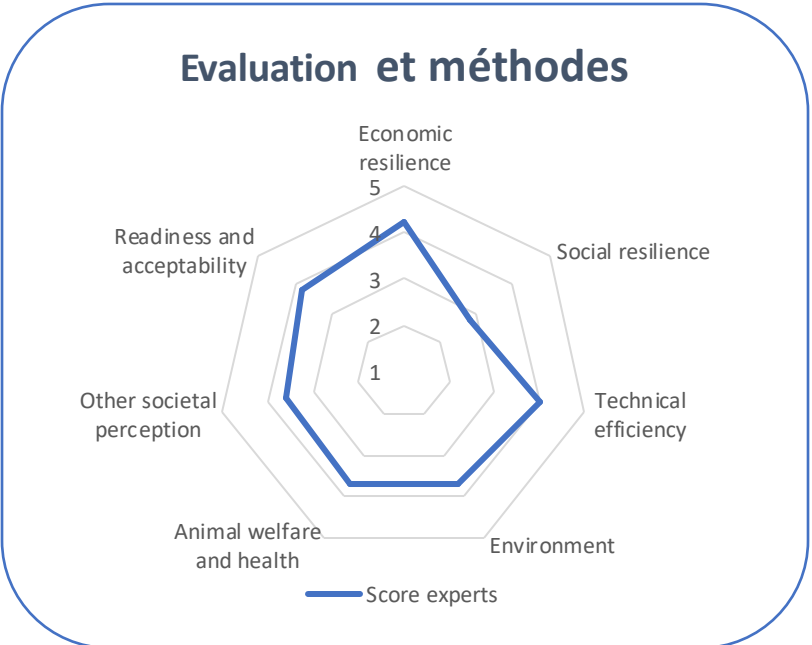 Evaluation et méthodes
Economic
resilience
5
4
3
2
1
Social resilience
Technical
efficiency
Environment
Animal welfare
and health
Other societal
perception
Readiness and
acceptability
Score experts